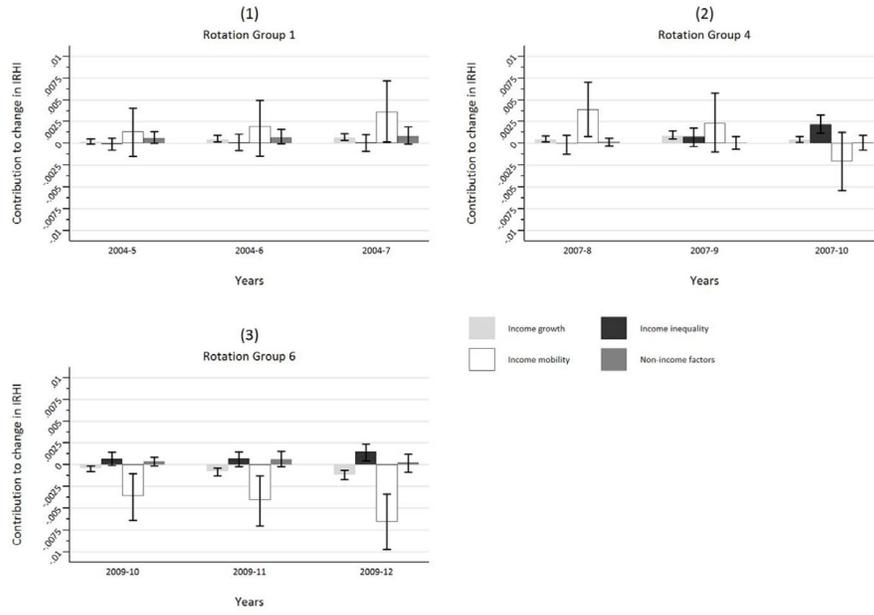 (1)
Rotation Group 1
Contribution to change in IRHI
.01
.0075
.005
.0025
0
-.0025
-.005
-.0075
-.01
2004-5 2004-6 2004-7
Years
(2)
Rotation Group 4
Contribution to change in IRHI
.01
.0075
.005
.0025
0
-.0025
-.005
-.0075
-.01
2007-8 2007-9 2007-10
Years
(3)
Rotation Group 6
Contribution to change in IRHI
.01
.0075
.005
.0025
0
-.0025
-.005
-.0075
-.01
2009-10 2009-11 2009-12
Years
Income growth Income inequality
Income mobility Non-income factors